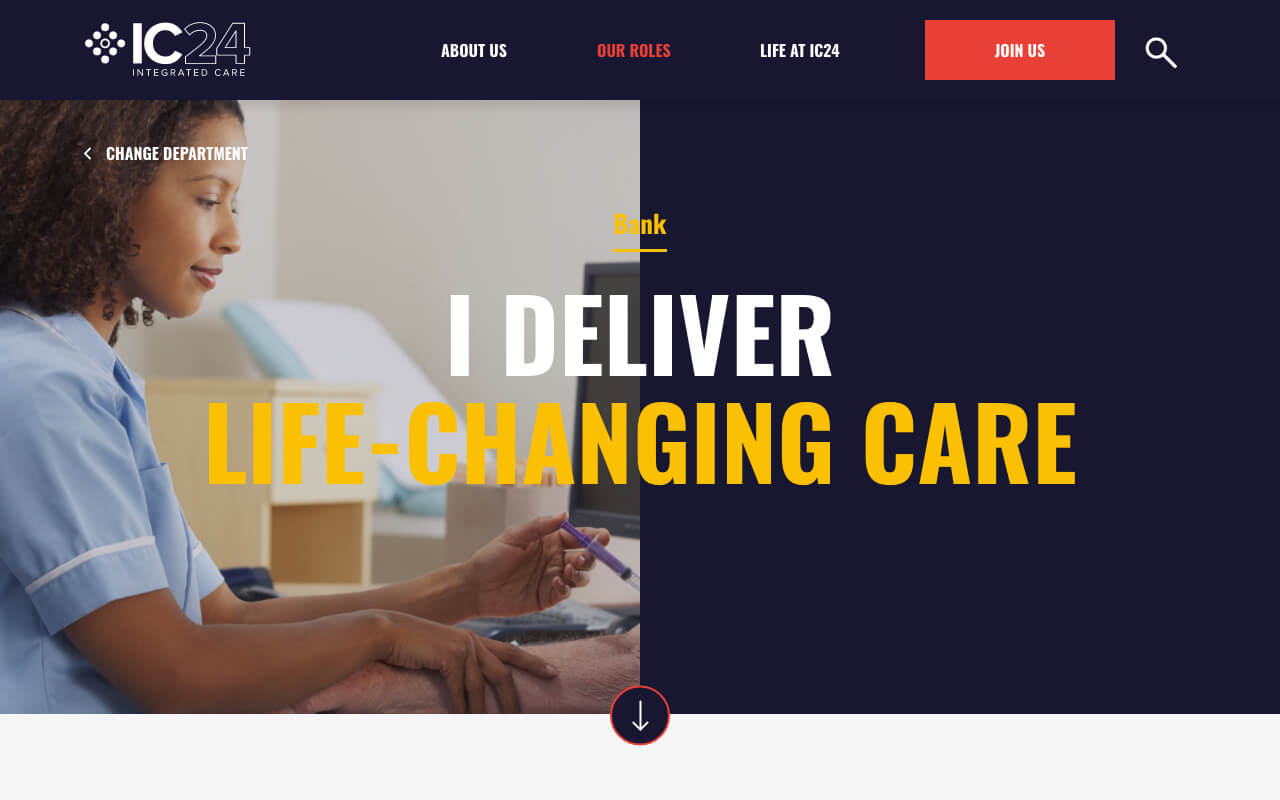 IC24
INTEGRATED CARE
ABOUT US
OUR ROLES
LIFE AT IC24
JOIN US
CHANGE DEPARTMENT
Bank
I DELIVER
LIFE-CHANGING CARE